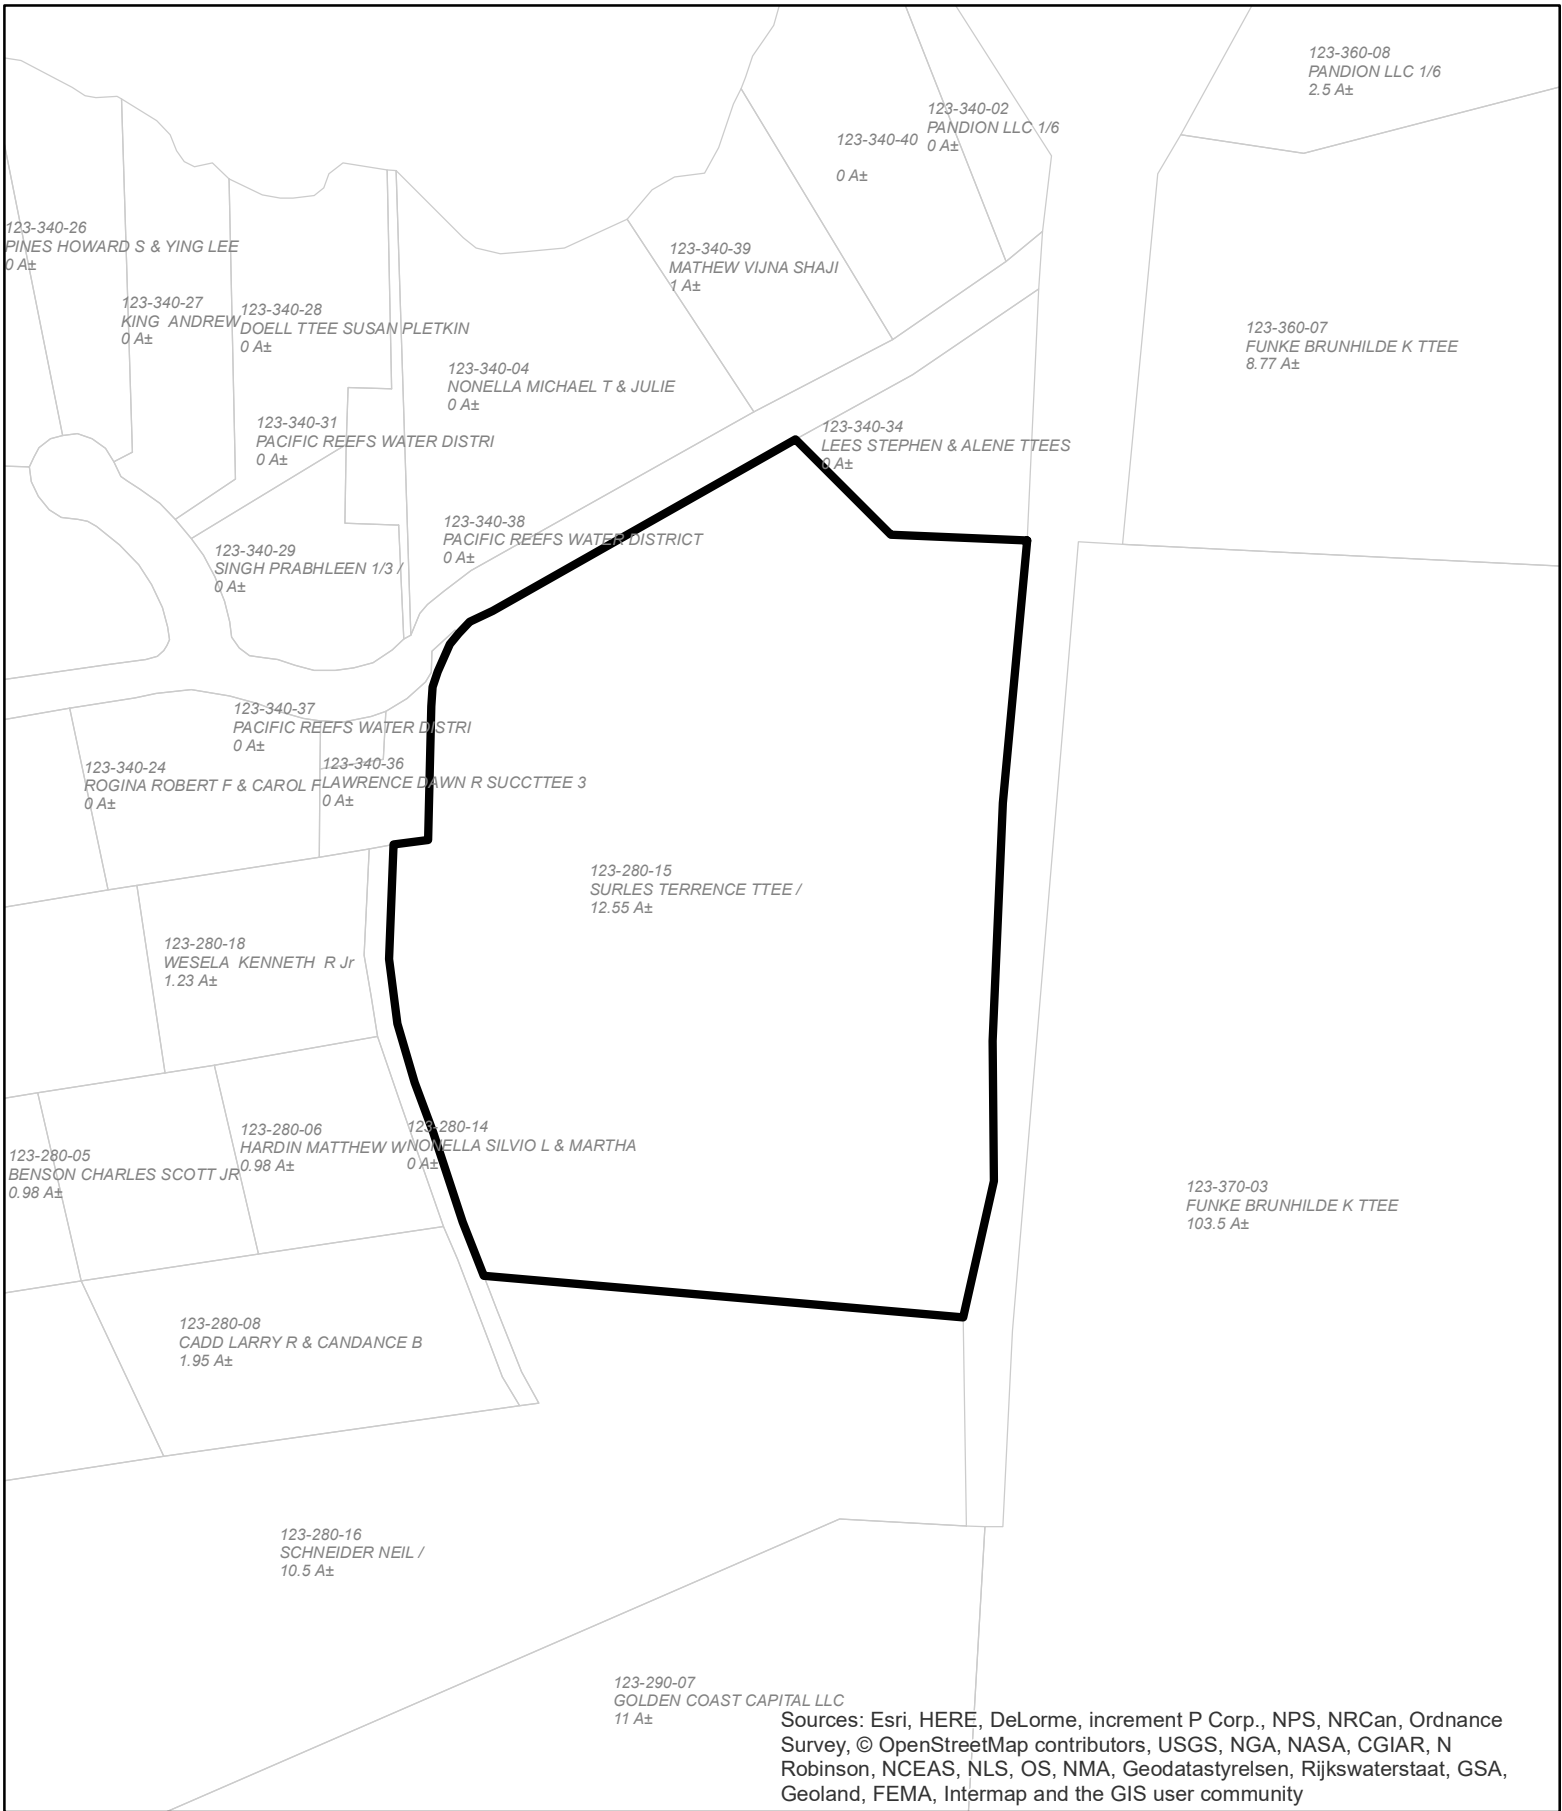 123-360-08
PANDION LLC 1/6
2.5 A±
123-340-02
PANDION LLC 1/6
0 A±
123-340-40
0 A±
123-340-26
PINES HOWARD S & YING LEE
0 A±
123-340-39
MATHEW VIJNA SHAJI
1 A±
123-340-27
KING  ANDREW
0 A±
123-340-28
DOELL TTEE SUSAN PLETKIN
0 A±
123-360-07
FUNKE BRUNHILDE K TTEE
8.77 A±
123-340-04
NONELLA MICHAEL T & JULIE
0 A±
123-340-31
PACIFIC REEFS WATER DISTRI
0 A±
123-340-34
LEES STEPHEN & ALENE TTEES
0 A±
123-340-38
PACIFIC REEFS WATER DISTRICT
0 A±
123-340-29
SINGH PRABHLEEN 1/3 /
0 A±
123-340-37
PACIFIC REEFS WATER DISTRI
0 A±
123-340-24
ROGINA ROBERT F & CAROL F
0 A±
123-340-36
LAWRENCE DAWN R SUCCTTEE 3
0 A±
123-280-15
SURLES TERRENCE TTEE /
12.55 A±
123-280-18
WESELA  KENNETH  R Jr
1.23 A±
123-280-06
HARDIN MATTHEW W
0.98 A±
123-280-14
NONELLA SILVIO L & MARTHA
0 A±
123-280-05
BENSON CHARLES SCOTT JR
0.98 A±
123-370-03
FUNKE BRUNHILDE K TTEE
103.5 A±
123-280-08
CADD LARRY R & CANDANCE B
1.95 A±
123-280-16
SCHNEIDER NEIL /
10.5 A±
123-290-07
GOLDEN COAST CAPITAL LLC
11 A±
Sources: Esri, HERE, DeLorme, increment P Corp., NPS, NRCan, Ordnance
Survey, © OpenStreetMap contributors, USGS, NGA, NASA, CGIAR, N
Robinson, NCEAS, NLS, OS, NMA, Geodatastyrelsen, Rijkswaterstaat, GSA,
Geoland, FEMA, Intermap and the GIS user community